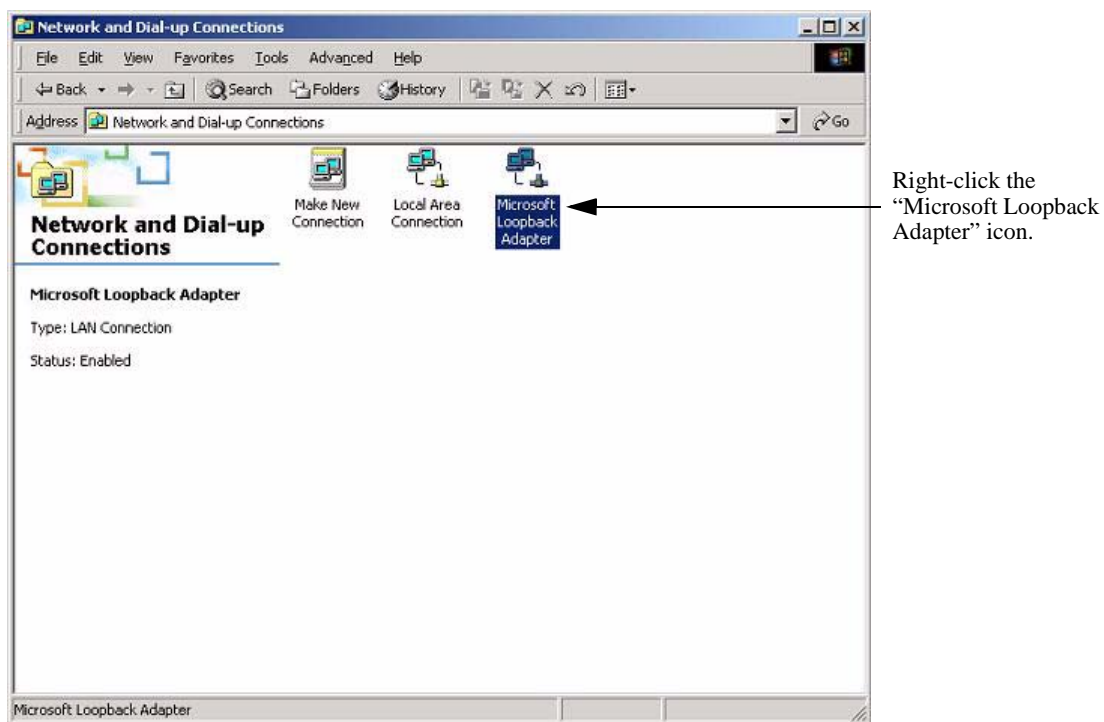 Network and Dial-up Connections
File Edit View Favorites Tools Advanced Help
Back Search Folders History
Address Network and Dial-up Connections Go
Network and Dial-up
Connections
Microsoft Loopback Adapter
Type: LAN Connection
Status: Enabled
Make New
Connection
Local Area
Connection
Microsoft
Loopback
Adapter
Right-click the
“Microsoft Loopback
Adapter” icon.
Microsoft Loopback Adapter